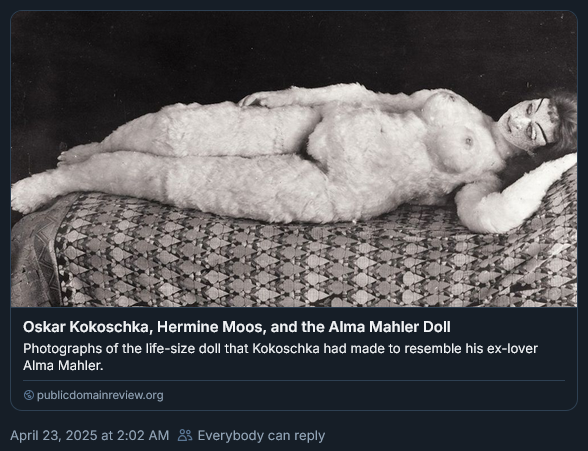 Oskar Kokoschka, Hermine Moos, and the Alma Mahler Doll
Photographs of the life-size doll that Kokoschka had made to resemble his ex-lover
Alma Mahler.
publicdomainreview.org
April 23, 2025 at 2:02 AM Everybody can reply